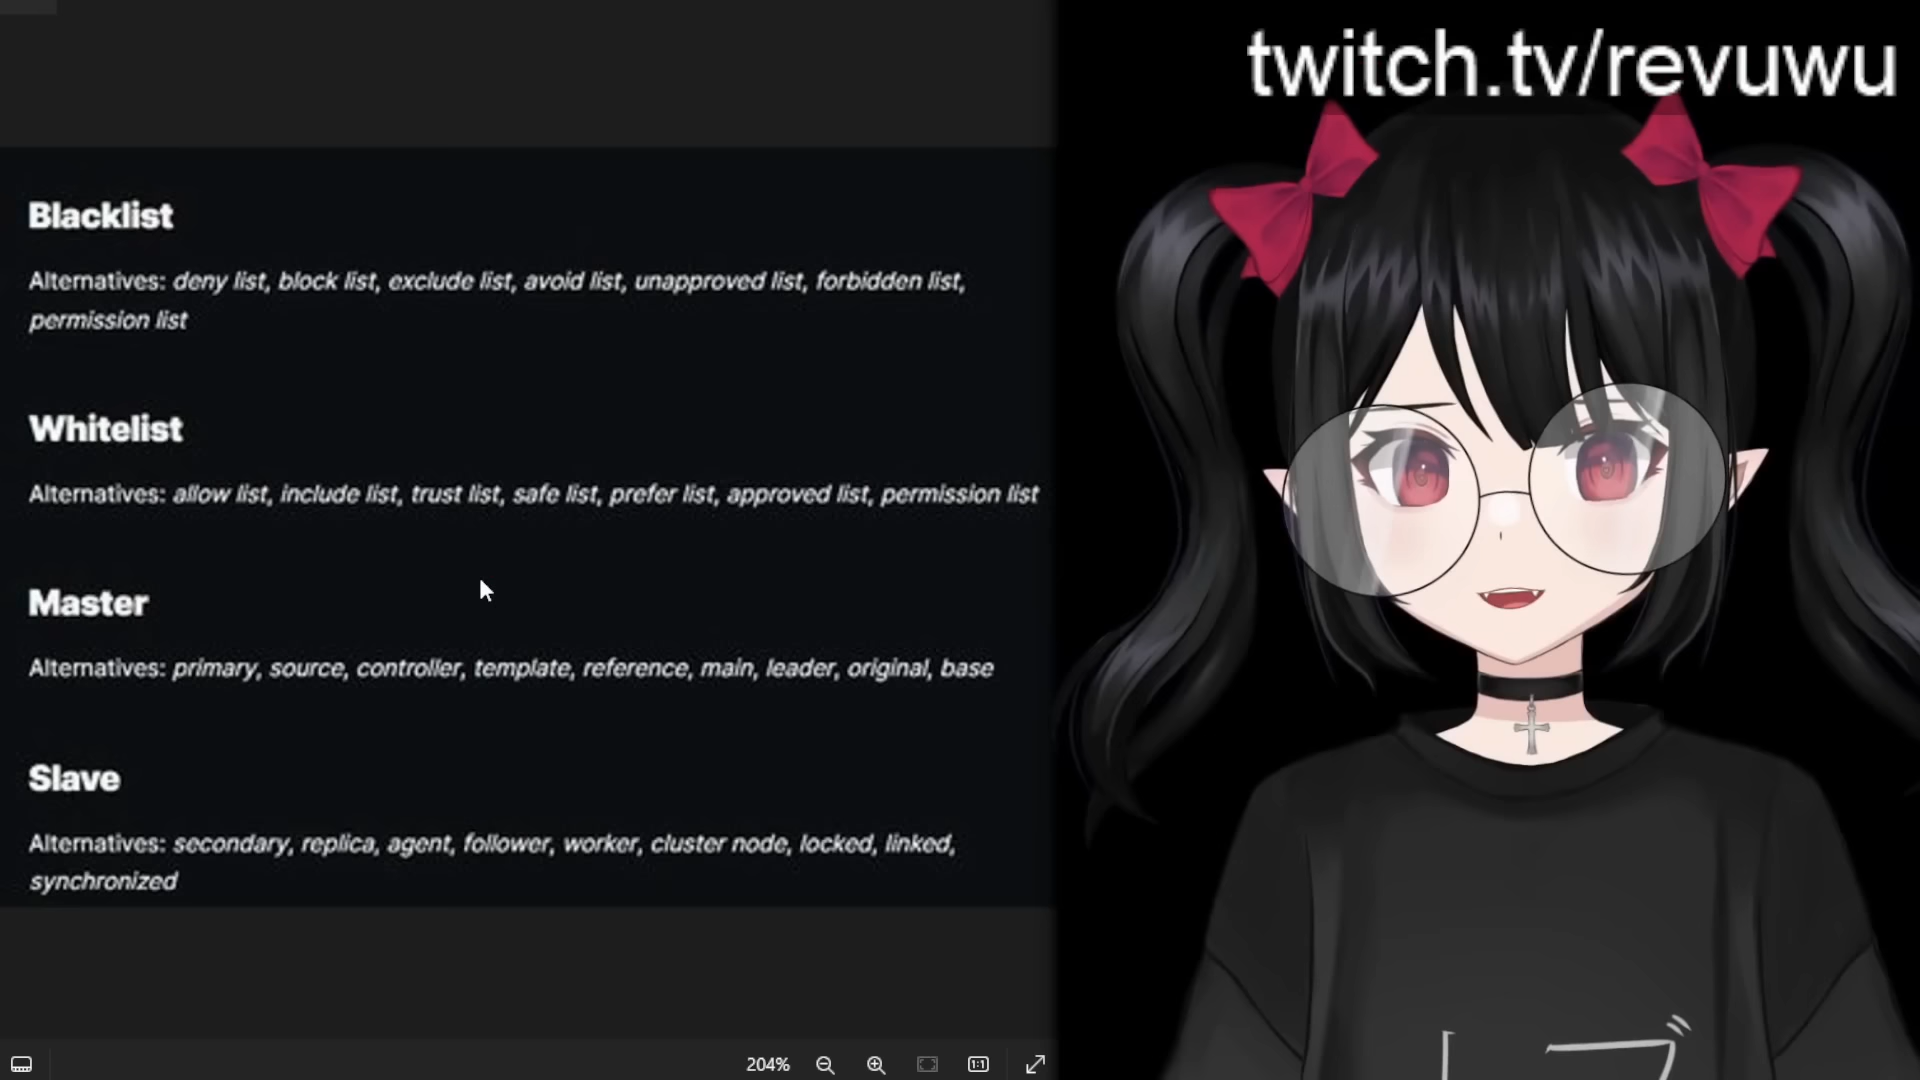 twitch.tv/revuwu
Blacklist
Alternatives: deny list, block list, exclude list, avoid list, unapproved list, forbidden list,
permission list
Whitelist
Alternatives: allow list, include list, trust list, safe list, prefer list, approved list, permission list
Master
Alternatives: primary, source, controller, template, reference, main, leader, original, base
Slave
Alternatives: secondary, replica, agent, follower, worker, cluster node, locked, linked,
synchronized
204%
1:1